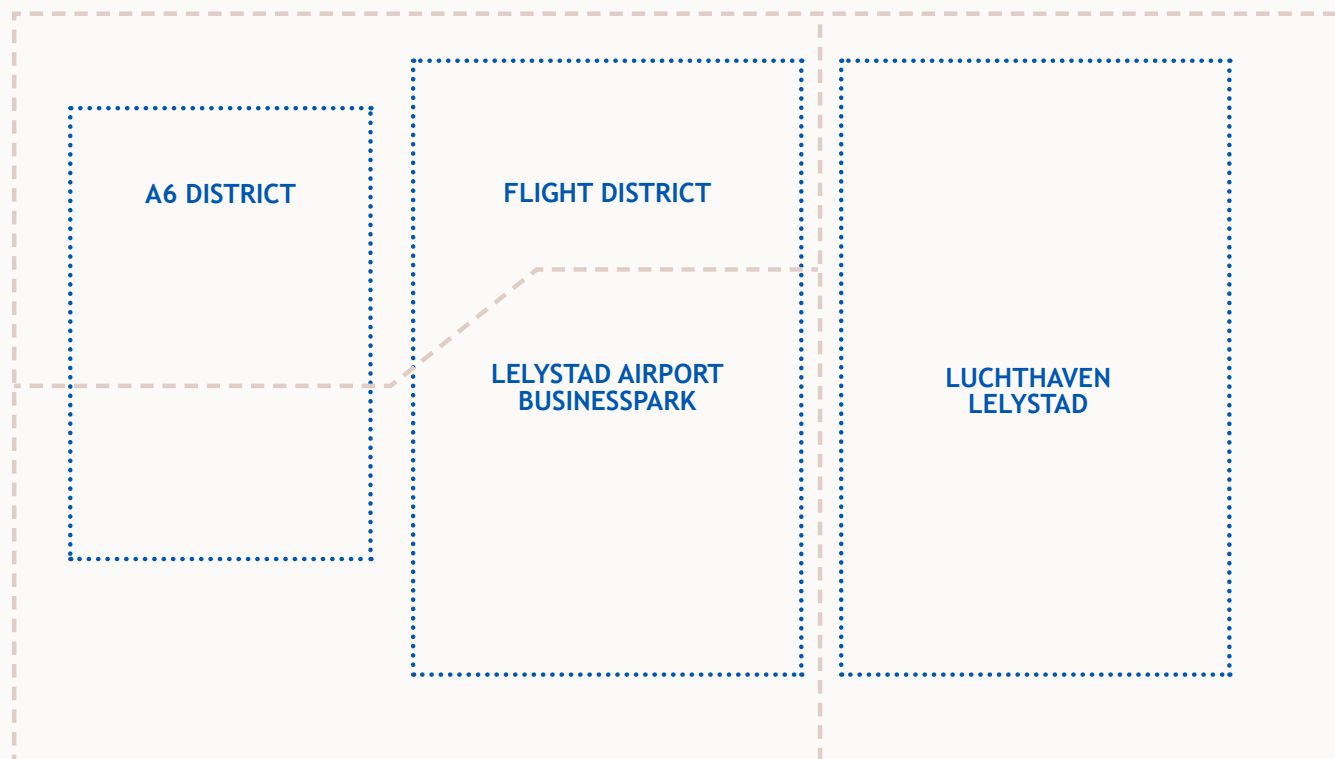 A6 DISTRICT
FLIGHT DISTRICT
LELYSTAD AIRPORT
BUSINESSPARK
LUCHTHAVEN
LELYSTAD